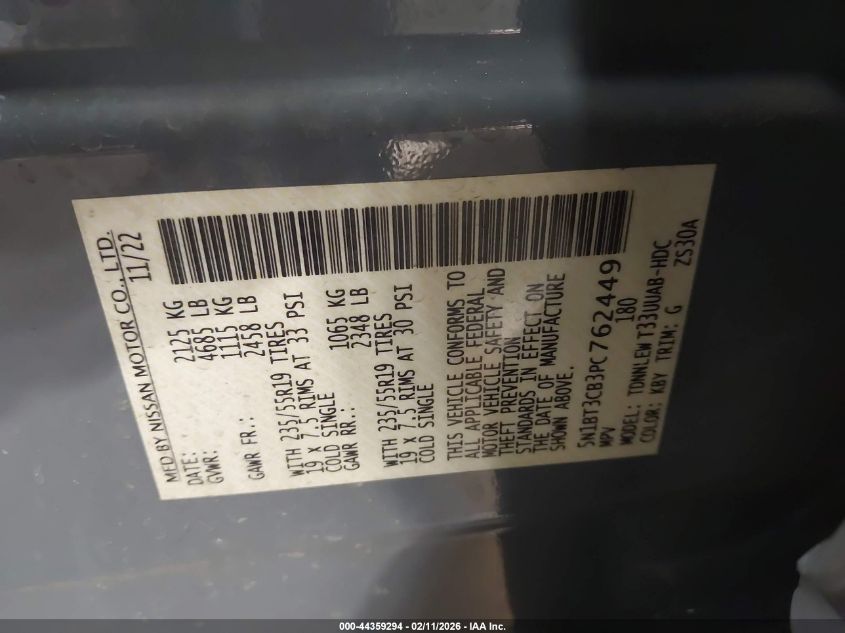 MFD BY NISSAN MOTOR CO., LTD.
DATE: 11/22
GVWR: 2125 KG
4685 LB
GAWR FR.: 1115 KG
2458 LB
WITH 235/55R19 TIRES
19 X 7.5 RIMS AT 33 PSI
COLD SINGLE
GAWR RR.: 1065 KG
2348 LB
WITH 235/55R19 TIRES
19 X 7.5 RIMS AT 30 PSI
COLD SINGLE
THIS VEHICLE CONFORMS TO
ALL APPLICABLE FEDERAL
MOTOR VEHICLE SAFETY AND
THEFT PREVENTION
STANDARDS IN EFFECT ON
THE DATE OF MANUFACTURE
SHOWN ABOVE.
5N1BT3CB3PC762449
MPV 180
MODEL: TDNNLEWT33UUAB-HDC
COLOR: KBY TRIM: G ZS30A
000-44359294 - 02/11/2026 - IAA Inc.